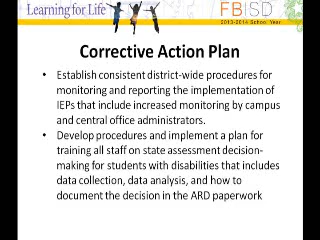 Learning for Life
FBISD
2013-2014 School Year
Corrective Action Plan
• Establish consistent district-wide procedures for
monitoring and reporting the implementation of
IEPs that include increased monitoring by campus
and central office administrators.
• Develop procedures and implement a plan for
training all staff on state assessment decision-
making for students with disabilities that includes
data collection, data analysis, and how to
document the decision in the ARD paperwork